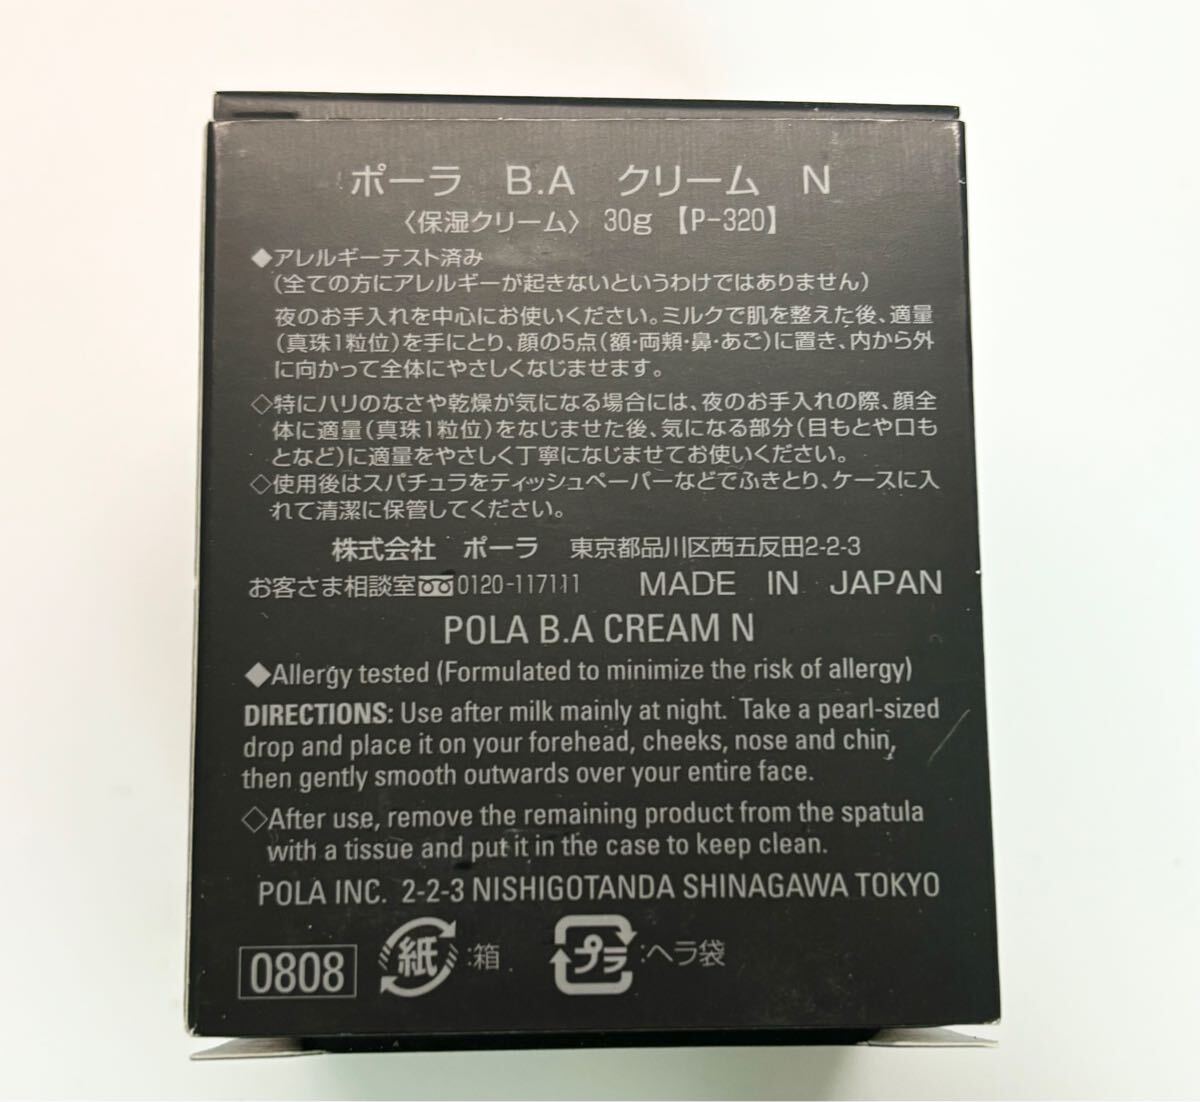 ポーラ B.A クリーム N
〈保湿クリーム〉 30g 【P-320】
◆アレルギーテスト済み
(全ての方にアレルギーが起きないというわけではありません)
夜のお手入れを中心にお使いください。ミルクで肌を整えた後、適量
(真珠1粒位)を手にとり、顔の5点(額・両頬・鼻・あご)に置き、内から外
に向かって全体にやさしくなじませます。
◇特にハリのなさや乾燥が気になる場合には、夜のお手入れの際、顔全
体に適量(真珠1粒位)をなじませた後、気になる部分(目もとや口も
となど)に適量をやさしく丁寧になじませてお使いください。
◇使用後はスパチュラをティッシュペーパーなどでふきとり、ケースに入
れて清潔に保管してください。
株式会社 ポーラ 東京都品川区西五反田2-2-3
お客さま相談室 0120-117111 MADE IN JAPAN
POLA B.A CREAM N
◆Allergy tested (Formulated to minimize the risk of allergy)
DIRECTIONS: Use after milk mainly at night. Take a pearl-sized
drop and place it on your forehead, cheeks, nose and chin,
then gently smooth outwards over your entire face.
◇After use, remove the remaining product from the spatula
with a tissue and put it in the case to keep clean.
POLA INC. 2-2-3 NISHIGOTANDA SHINAGAWA TOKYO
0808 紙 :箱 プラ :ヘラ袋